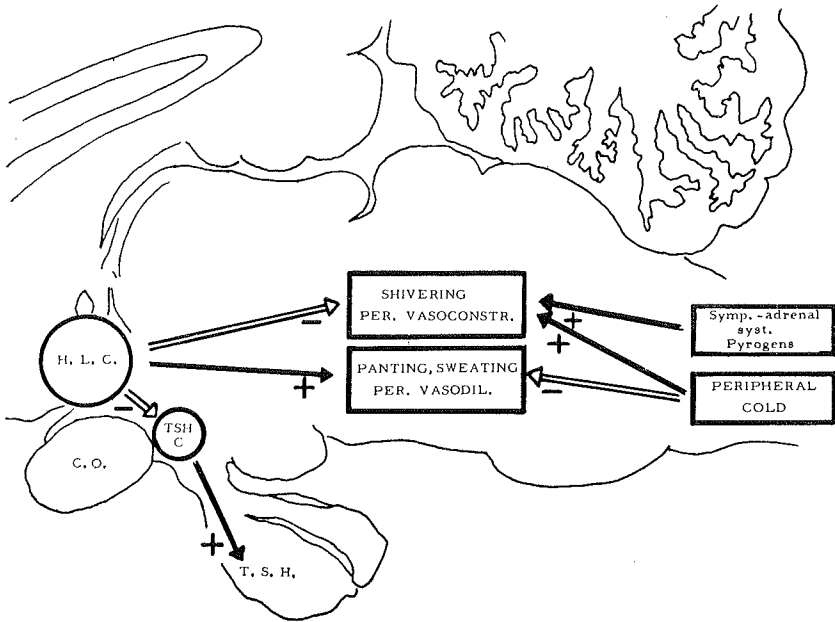 SHIVERING
PER. VASOCONSTR.
–
+
+
Symp.-adrenal
syst.
Pyrogens
H. L. C.
PANTING, SWEATING
PER. VASODIL.
+
–
PERIPHERAL
COLD
–
TSH
C
C. O.
+
T. S. H.